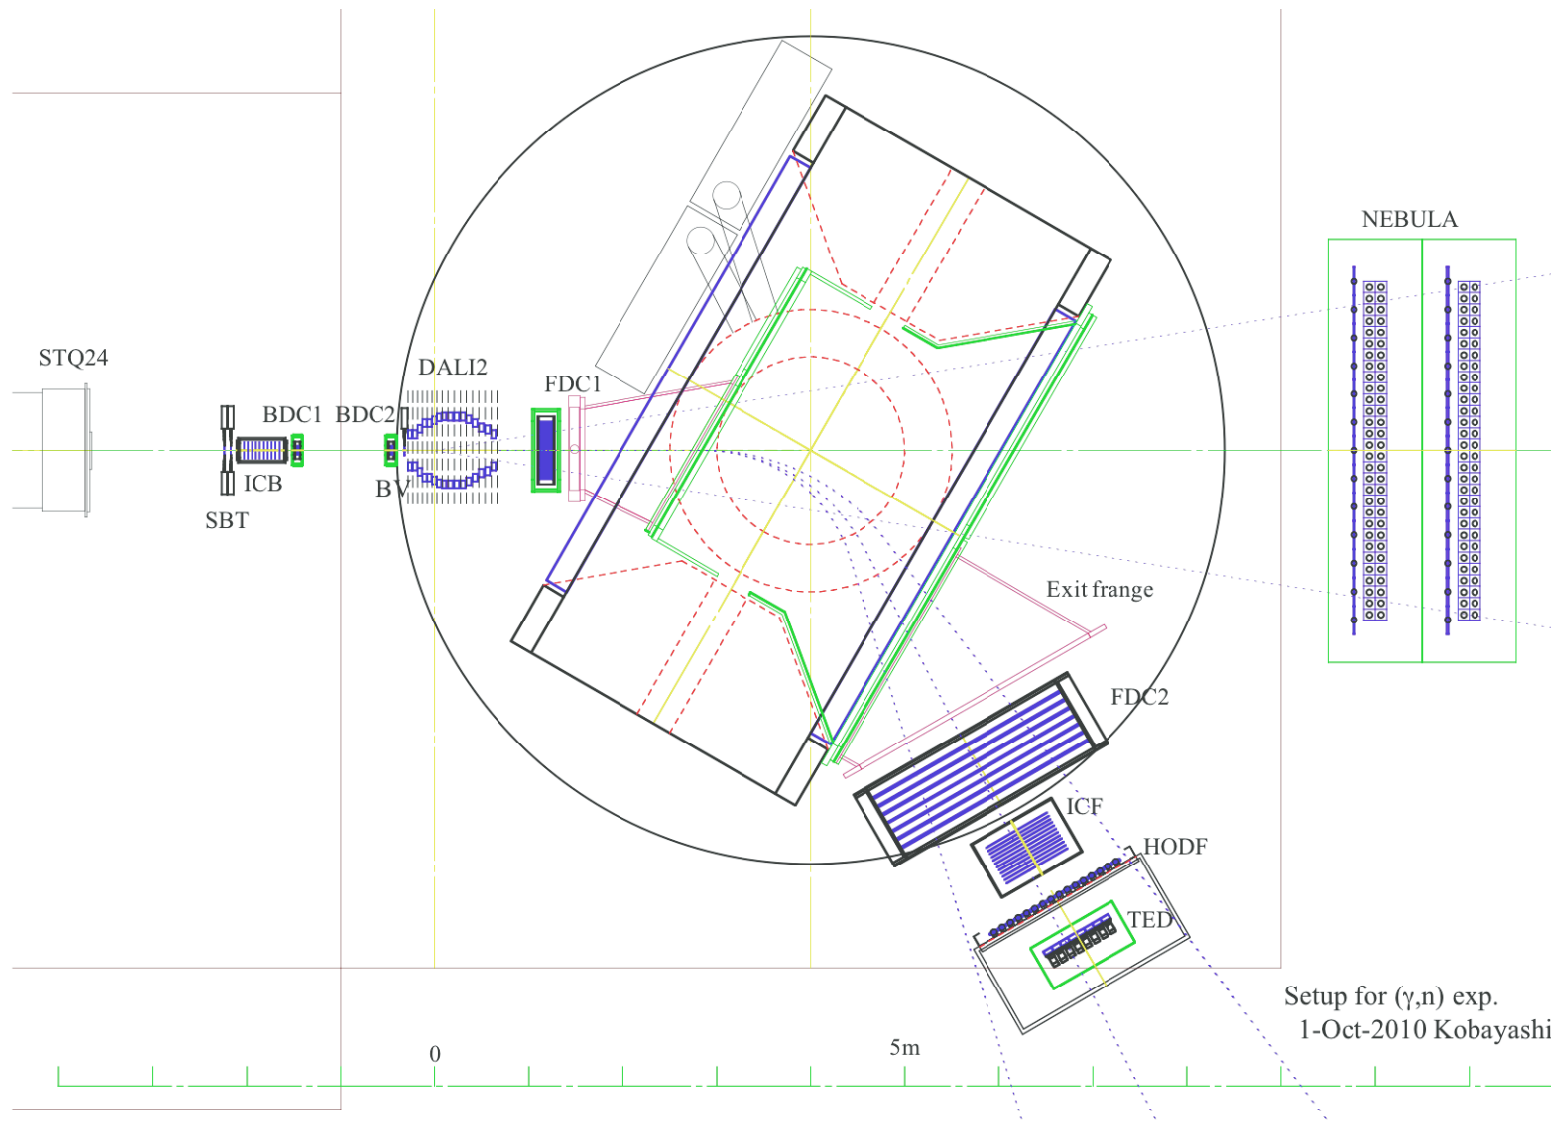 NEBULA
STQ24
DALI2
FDC1
BDC1
BDC2
ICB
BV
SBT
Exit frange
FDC2
ICF
HODF
TED
Setup for (γ,n) exp.
1-Oct-2010 Kobayashi
0
5m